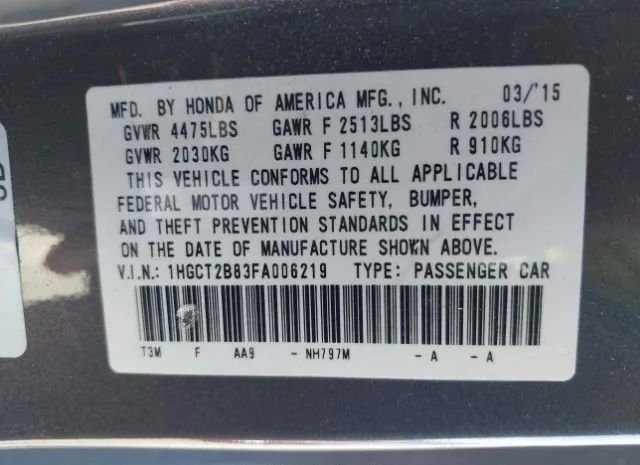 MFD. BY HONDA OF AMERICA MFG., INC. 03/'15
GVWR 4475LBS GAWR F 2513LBS R 2006LBS
GVWR 2030KG GAWR F 1140KG R 910KG
THIS VEHICLE CONFORMS TO ALL APPLICABLE
FEDERAL MOTOR VEHICLE SAFETY, BUMPER,
AND THEFT PREVENTION STANDARDS IN EFFECT
ON THE DATE OF MANUFACTURE SHOWN ABOVE.
V.I.N.: 1HGCT2B83FA006219 TYPE: PASSENGER CAR
T3M F AA9 - NH797M - A - A